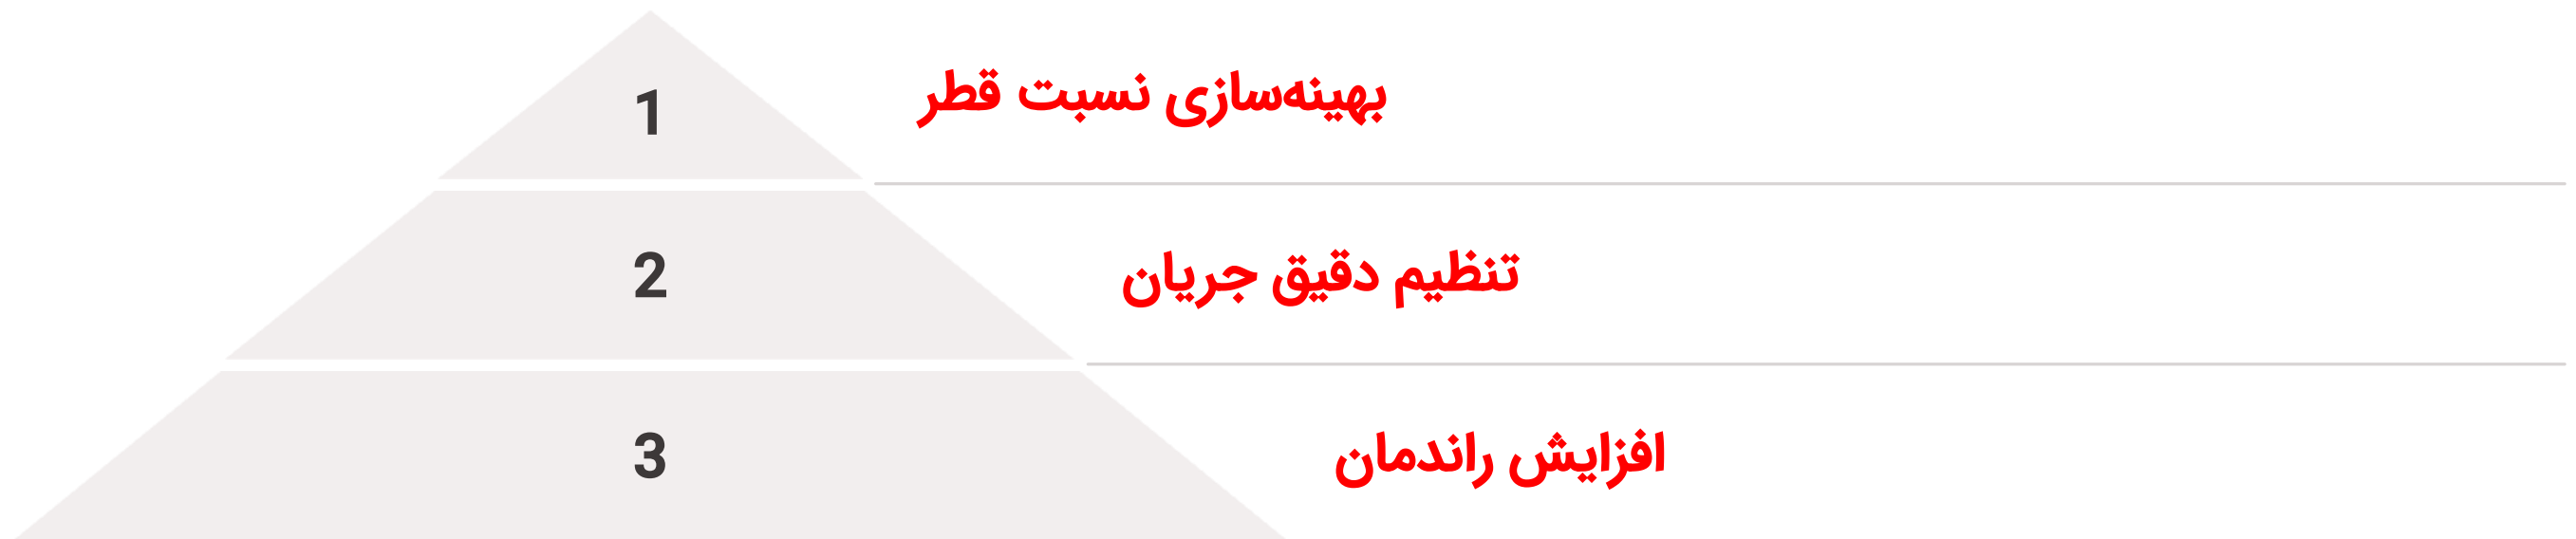 1
بهینه‌سازی نسبت قطر
2
تنظیم دقیق جریان
3
افزایش راندمان